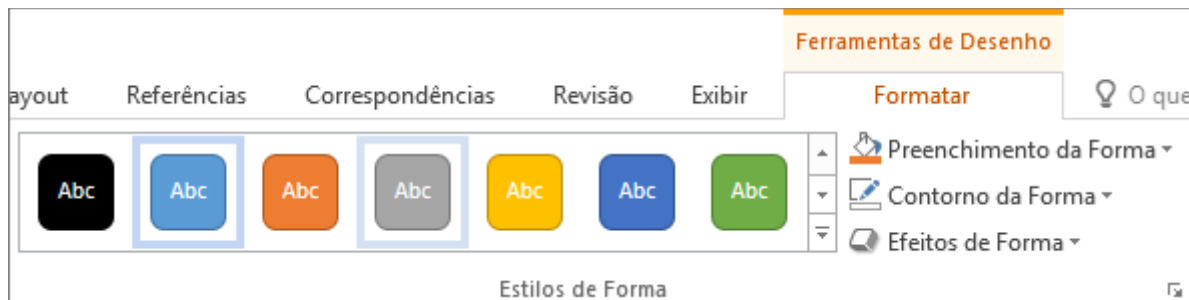 Ferramentas de Desenho
ayout Referências Correspondências Revisão Exibir Formatar O que
Abc Abc Abc Abc Abc Abc Abc
Preenchimento da Forma
Contorno da Forma
Efeitos de Forma
Estilos de Forma